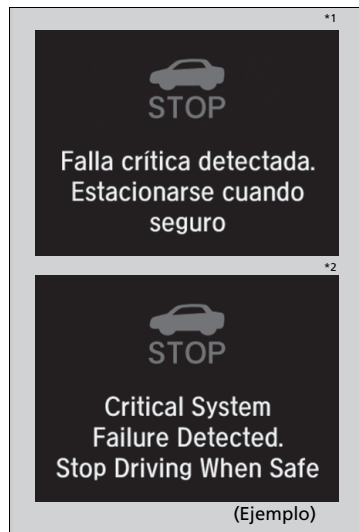 *1
STOP
Falla crítica detectada.
Estacionarse cuando
seguro
*2
STOP
Critical System
Failure Detected.
Stop Driving When Safe
(Ejemplo)